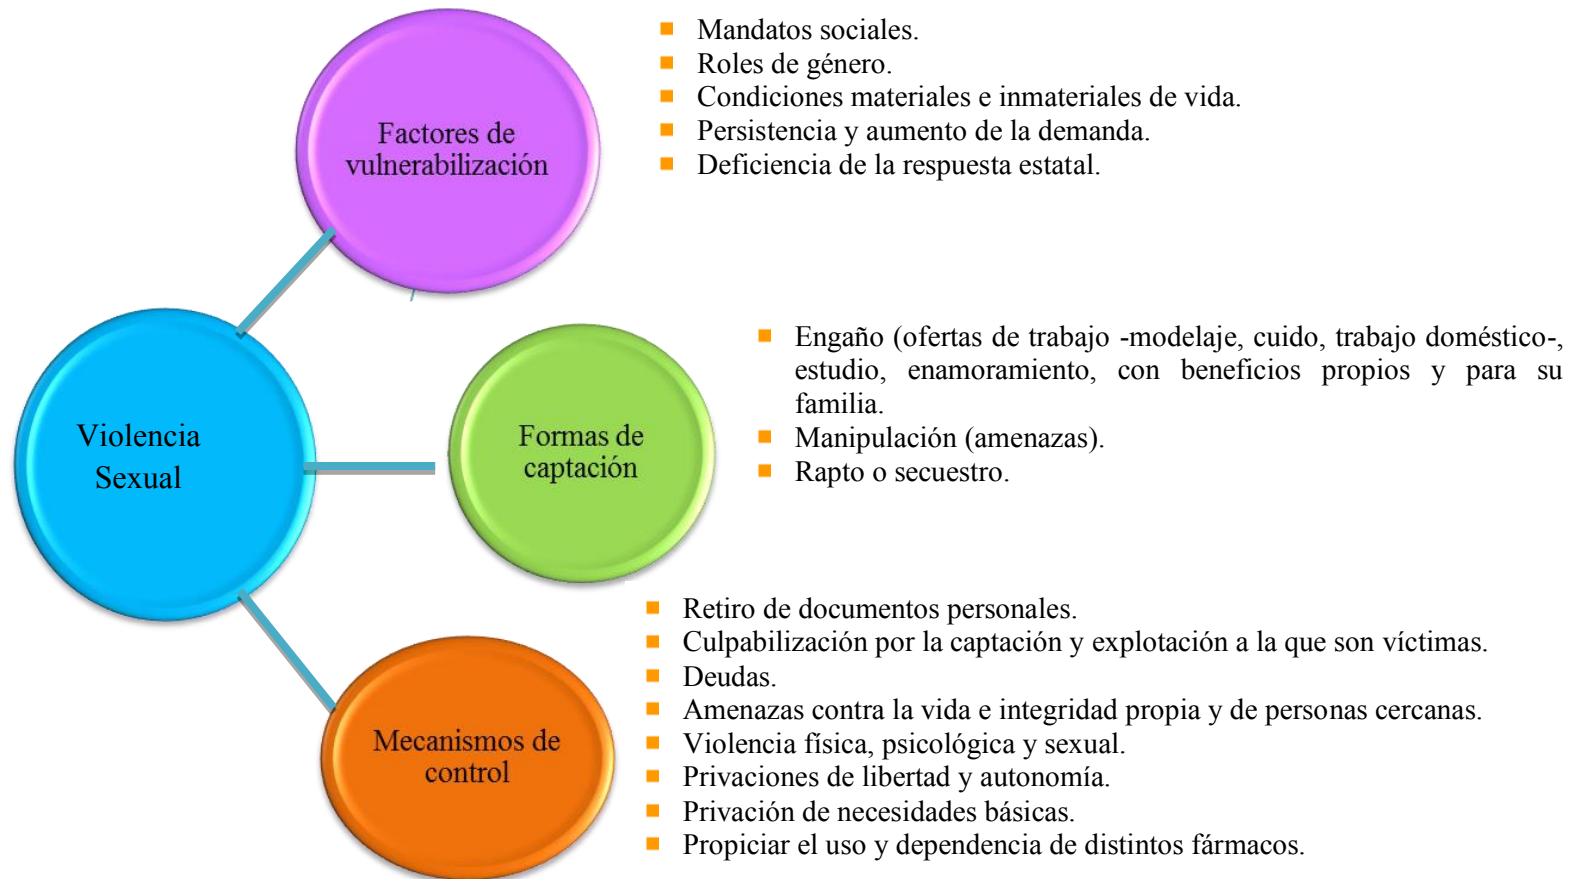 Factores de
vulnerabilización
Mandatos sociales.
Roles de género.
Condiciones materiales e inmateriales de vida.
Persistencia y aumento de la demanda.
Deficiencia de la respuesta estatal.
Violencia
Sexual
Formas de
captación
Engaño (ofertas de trabajo -modelaje, cuido, trabajo doméstico-,
estudio, enamoramiento, con beneficios propios y para su
familia.
Manipulación (amenazas).
Rapto o secuestro.
Mecanismos de
control
Retiro de documentos personales.
Culpabilización por la captación y explotación a la que son víctimas.
Deudas.
Amenazas contra la vida e integridad propia y de personas cercanas.
Violencia física, psicológica y sexual.
Privaciones de libertad y autonomía.
Privación de necesidades básicas.
Propiciar el uso y dependencia de distintos fármacos.